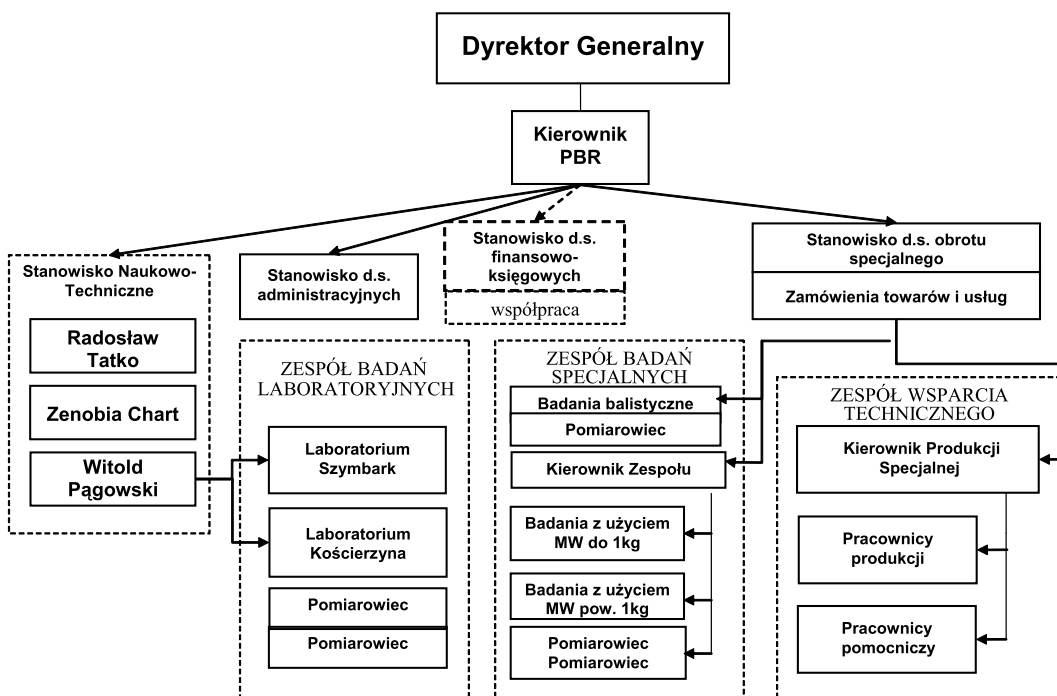 Dyrektor Generalny
Kierownik
PBR
Stanowisko Naukowo-
Techniczne
Radosław
Tatko
Zenobia Chart
Witold
Pągowski
Stanowisko d.s.
administracyjnych
Stanowisko d.s.
finansowo-
księgowych
współpraca
Stanowisko d.s. obrotu
specjalnego
Zamówienia towarów i usług
ZESPÓŁ BADAŃ
LABORATORYJNYCH
Laboratorium
Szymbark
Laboratorium
Kościerzyna
Pomiarowiec
Pomiarowiec
ZESPÓŁ BADAŃ
SPECJALNYCH
Badania balistyczne
Pomiarowiec
Kierownik Zespołu
Badania z użyciem
MW do 1kg
Badania z użyciem
MW pow. 1kg
Pomiarowiec
Pomiarowiec
ZESPÓŁ WSPARCIA
TECHNICZNEGO
Kierownik Produkcji
Specjalnej
Pracownicy
produkcji
Pracownicy
pomocniczy